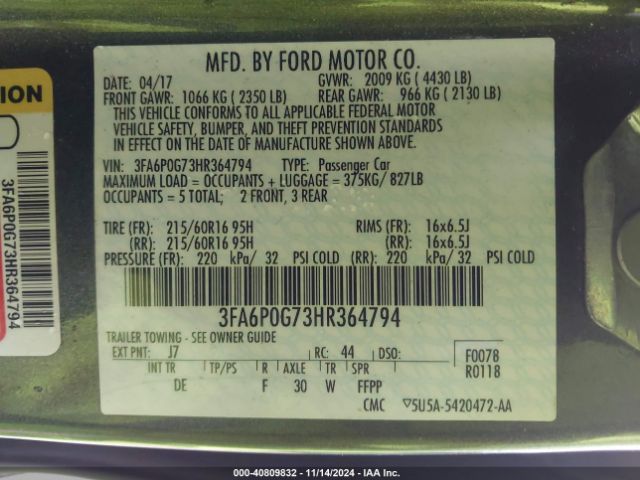 MFD. BY FORD MOTOR CO.
DATE: 04/17 GVWR: 2009 KG ( 4430 LB)
FRONT GAWR: 1066 KG ( 2350 LB) REAR GAWR: 966 KG ( 2130 LB)
THIS VEHICLE CONFORMS TO ALL APPLICABLE FEDERAL MOTOR
VEHICLE SAFETY, BUMPER, AND THEFT PREVENTION STANDARDS
IN EFFECT ON THE DATE OF MANUFACTURE SHOWN ABOVE.
VIN: 3FA6P0G73HR364794 TYPE: Passenger Car
MAXIMUM LOAD = OCCUPANTS + LUGGAGE = 375KG/ 827LB
OCCUPANTS = 5 TOTAL; 2 FRONT, 3 REAR
TIRE (FR): 215/60R16 95H RIMS (FR): 16x6.5J
(RR): 215/60R16 95H (RR): 16x6.5J
PRESSURE (FR): 220 kPa/ 32 PSI COLD (RR): 220 kPa/ 32 PSI COLD
3FA6P0G73HR364794
TRAILER TOWING - SEE OWNER GUIDE
EXT PNT: J7 RC: 44 DSO: F0078
R0118
INT TR TP/PS R AXLE TR SPR
DE F 30 W FFPP
CMC ▽5U5A-5420472-AA
TION
3FA6P0G73HR364794
000-40809832 - 11/14/2024 - IAA Inc.